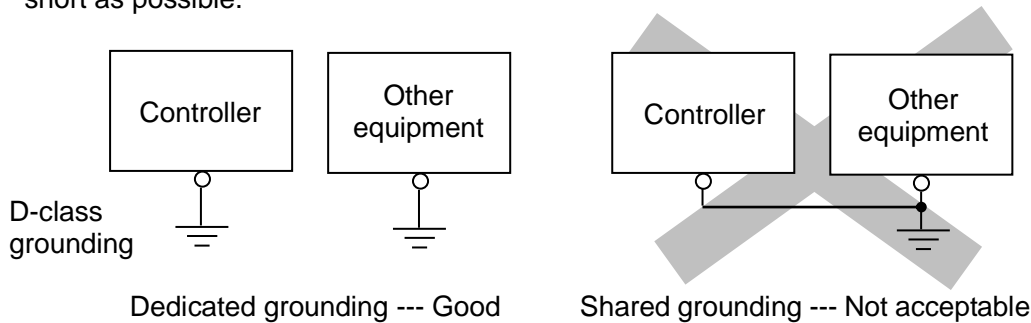 short as possible.
Controller
Other
equipment
Controller
Other
equipment
D-class
grounding
Dedicated grounding --- Good
Shared grounding --- Not acceptable